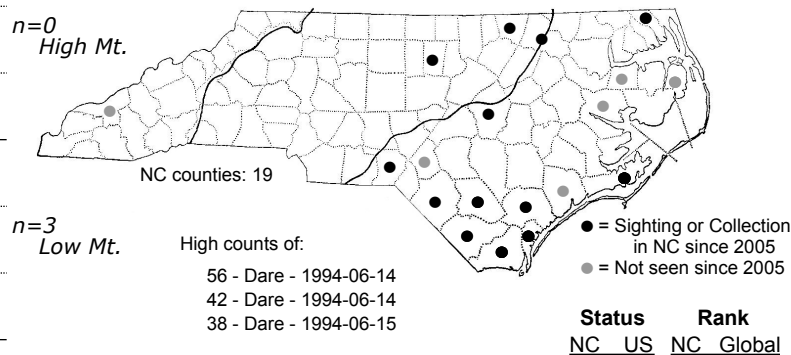 n=0
High Mt.
NC counties: 19
n=3
Low Mt.
High counts of:
56 - Dare - 1994-06-14
42 - Dare - 1994-06-14
38 - Dare - 1994-06-15
= Sighting or Collection
in NC since 2005
= Not seen since 2005
Status Rank
NC US NC Global